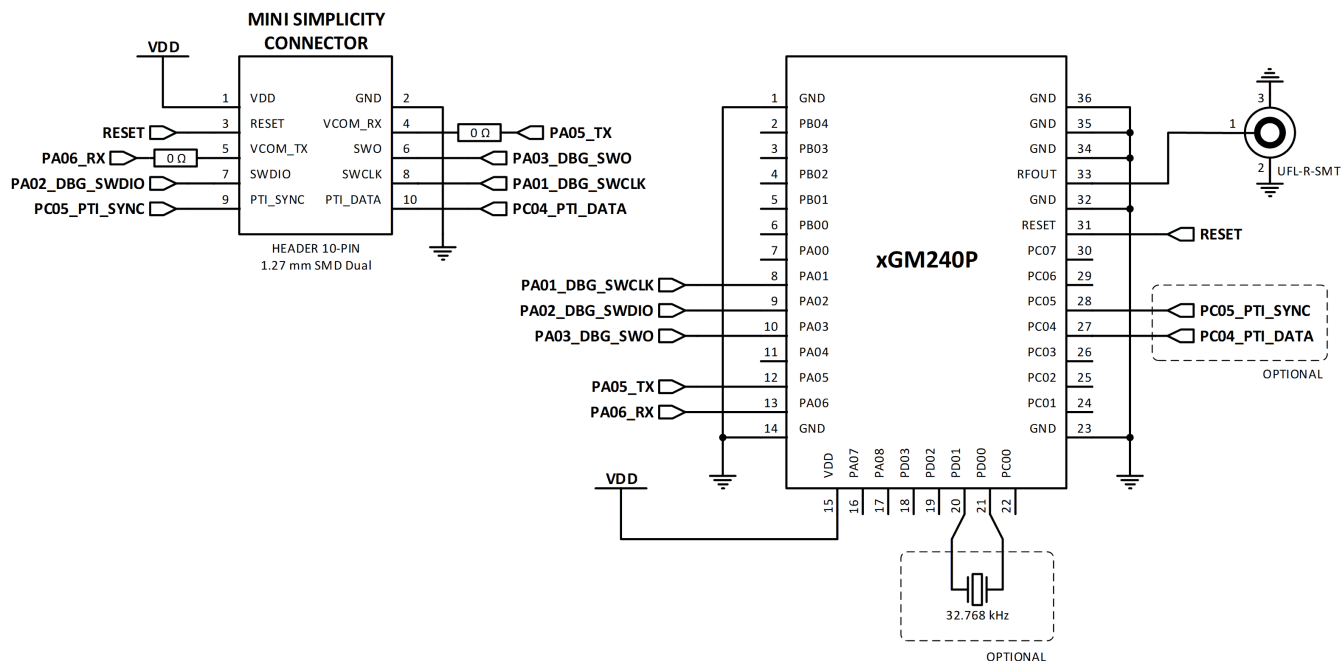 MINI SIMPLICITY
CONNECTOR
VDD
1 VDD GND 2
RESET 3 RESET VCOM_RX 4 0 Ω PA05_TX
PA06_RX 0 Ω 5 VCOM_TX SWO 6 PA03_DBG_SWO
PA02_DBG_SWDIO 7 SWDIO SWCLK 8 PA01_DBG_SWCLK
PC05_PTI_SYNC 9 PTI_SYNC PTI_DATA 10 PC04_PTI_DATA
HEADER 10-PIN
1.27 mm SMD Dual
xGM240P
1 GND GND 36
2 PB04 GND 35
3 PB03 GND 34
4 PB02 RFOUT 33
5 PB01 GND 32
6 PB00 RESET 31 RESET
7 PA00 PC07 30
PA01_DBG_SWCLK 8 PA01 PC06 29
PA02_DBG_SWDIO 9 PA02 PC05 28 PC05_PTI_SYNC
PA03_DBG_SWO 10 PA03 PC04 27 PC04_PTI_DATA
11 PA04 PC03 26
PA05_TX 12 PA05 PC02 25
PA06_RX 13 PA06 PC01 24
14 GND GND 23
OPTIONAL
3
1
2
UFL-R-SMT
VDD PA07 PA08 PD03 PD02 PD01 PD00 PC00
15 16 17 18 19 20 21 22
VDD
32.768 kHz
OPTIONAL